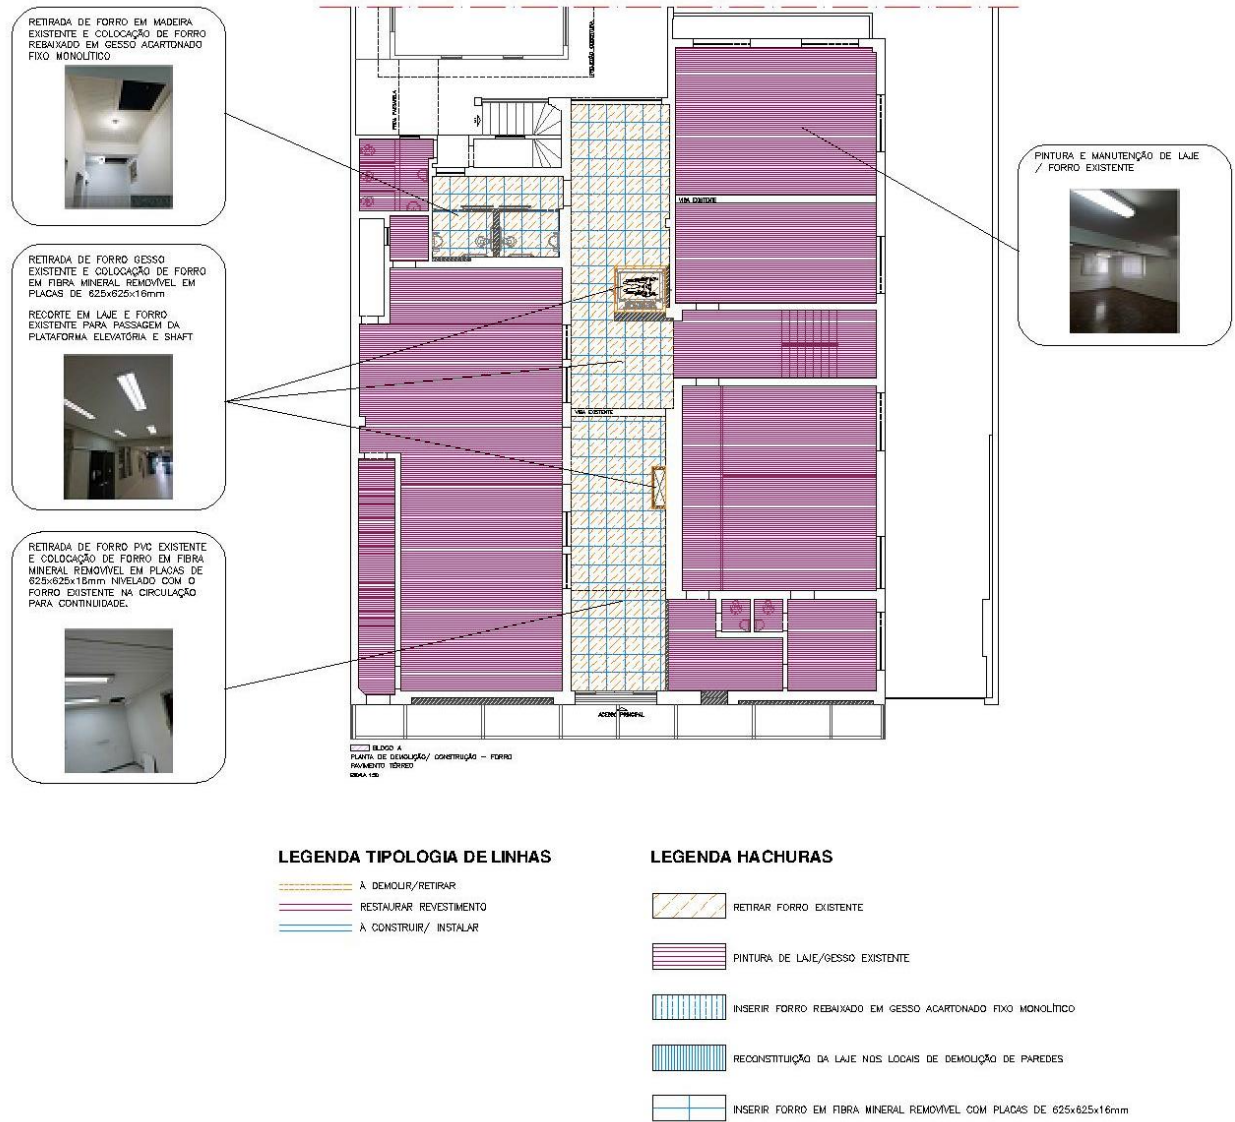 RETIRADA DE FORRO EM MADEIRA
EXISTENTE E COLOCAÇÃO DE FORRO
REBAIXADO EM GESSO ACARTONADO
FIXO MONOLÍTICO
PROJEÇÃO COBERTURA
PINTURA E MANUTENÇÃO DE LAJE
/ FORRO EXISTENTE
VIGA EXISTENTE
RETIRADA DE FORRO GESSO
EXISTENTE E COLOCAÇÃO DE FORRO
EM FIBRA MINERAL REMOVÍVEL EM
PLACAS DE 625x625x16mm
RECORTE EM LAJE E FORRO
EXISTENTE PARA PASSAGEM DA
PLATAFORMA ELEVATÓRIA E SHAFT
VIGA EXISTENTE
RETIRADA DE FORRO PVC EXISTENTE
E COLOCAÇÃO DE FORRO EM FIBRA
MINERAL REMOVÍVEL EM PLACAS DE
625x625x16mm NIVELADO COM O
FORRO EXISTENTE NA CIRCULAÇÃO
PARA CONTINUIDADE.
ACESSO PRINCIPAL
BLOCO A
PLANTA DE DEMOLIÇÃO/ CONSTRUÇÃO - FORRO
PAVIMENTO TÉRREO
ESCALA 1:50
LEGENDA TIPOLOGIA DE LINHAS
À DEMOLIR/RETIRAR
RESTAURAR REVESTIMENTO
À CONSTRUIR/ INSTALAR
LEGENDA HACHURAS
RETIRAR FORRO EXISTENTE
PINTURA DE LAJE/GESSO EXISTENTE
INSERIR FORRO REBAIXADO EM GESSO ACARTONADO FIXO MONOLÍTICO
RECONSTITUIÇÃO DA LAJE NOS LOCAIS DE DEMOLIÇÃO DE PAREDES
INSERIR FORRO EM FIBRA MINERAL REMOVÍVEL COM PLACAS DE 625x625x16mm